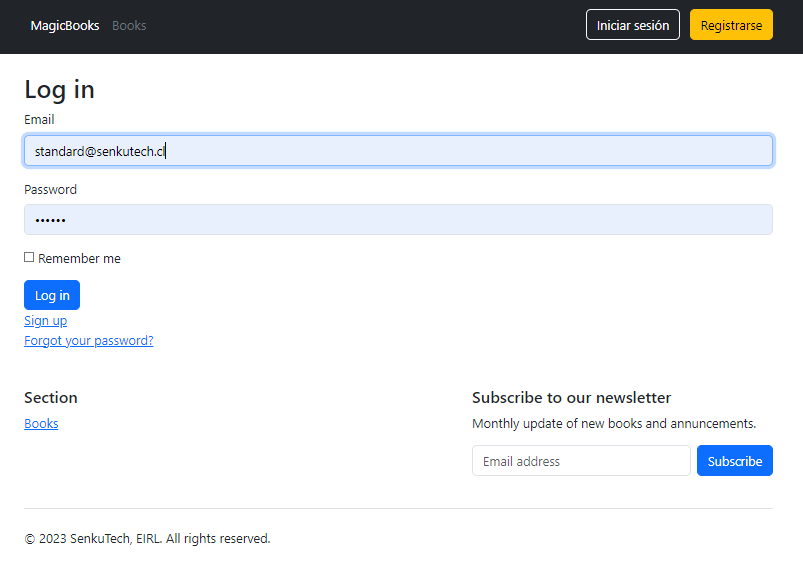 MagicBooks Books Iniciar sesión Registrarse
Log in
Email
standard@senkutech.cl
Password
••••••
Remember me
Log in
Sign up
Forgot your password?
Section
Books
Subscribe to our newsletter
Monthly update of new books and annuncements.
Email address Subscribe
© 2023 SenkuTech, EIRL. All rights reserved.